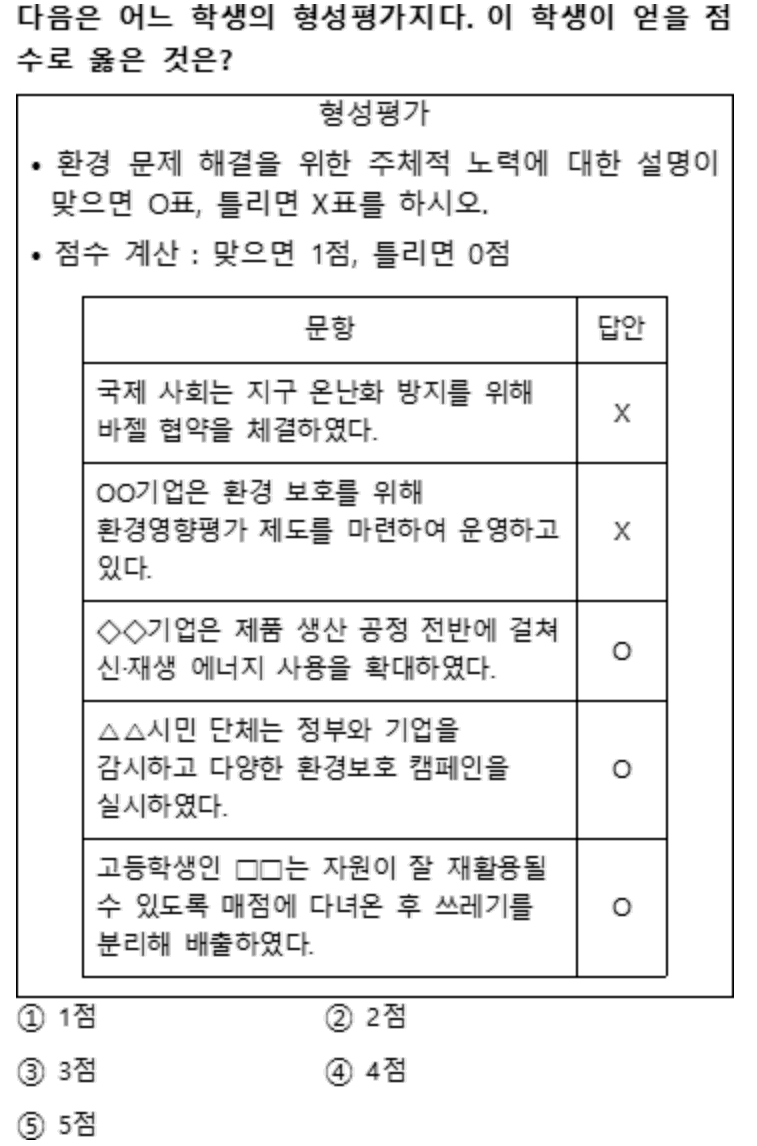 다음은 어느 학생의 형성평가지다. 이 학생이 얻을 점
수로 옳은 것은?
형성평가
• 환경 문제 해결을 위한 주체적 노력에 대한 설명이
맞으면 O표, 틀리면 X표를 하시오.
• 점수 계산 : 맞으면 1점, 틀리면 0점
문항 답안
국제 사회는 지구 온난화 방지를 위해
바젤 협약을 체결하였다.
X
OO기업은 환경 보호를 위해
환경영향평가 제도를 마련하여 운영하고
있다.
X
◇◇기업은 제품 생산 공정 전반에 걸쳐
신·재생 에너지 사용을 확대하였다.
O
△△시민 단체는 정부와 기업을
감시하고 다양한 환경보호 캠페인을
실시하였다.
O
고등학생인 □□는 자원이 잘 재활용될
수 있도록 매점에 다녀온 후 쓰레기를
분리해 배출하였다.
O
① 1점 ② 2점
③ 3점 ④ 4점
⑤ 5점